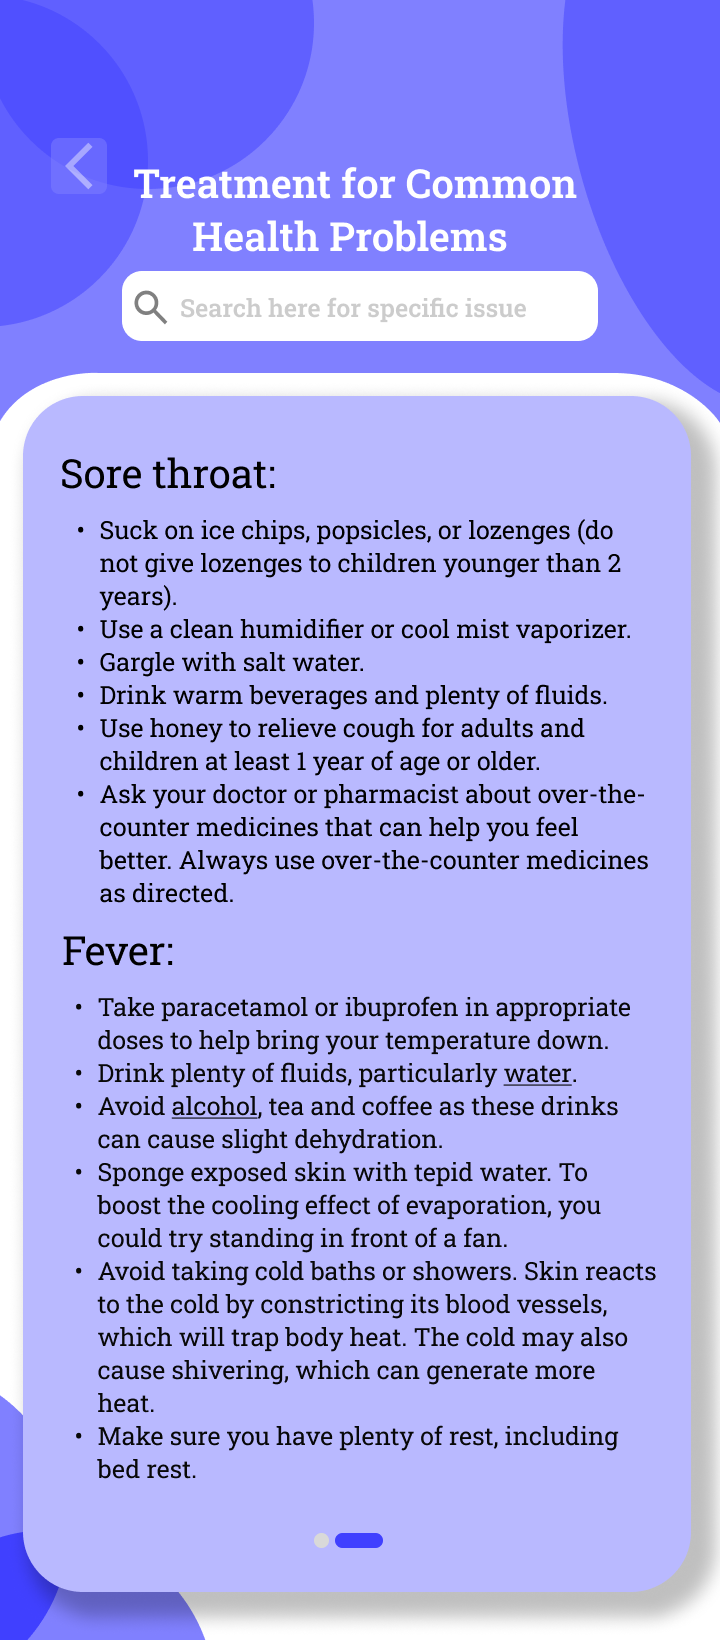 Treatment for Common
Health Problems
Search here for specific issue
Sore throat:
• Suck on ice chips, popsicles, or lozenges (do
not give lozenges to children younger than 2
years).
• Use a clean humidifier or cool mist vaporizer.
• Gargle with salt water.
• Drink warm beverages and plenty of fluids.
• Use honey to relieve cough for adults and
children at least 1 year of age or older.
• Ask your doctor or pharmacist about over-the-
counter medicines that can help you feel
better. Always use over-the-counter medicines
as directed.
Fever:
• Take paracetamol or ibuprofen in appropriate
doses to help bring your temperature down.
• Drink plenty of fluids, particularly water.
• Avoid alcohol, tea and coffee as these drinks
can cause slight dehydration.
• Sponge exposed skin with tepid water. To
boost the cooling effect of evaporation, you
could try standing in front of a fan.
• Avoid taking cold baths or showers. Skin reacts
to the cold by constricting its blood vessels,
which will trap body heat. The cold may also
cause shivering, which can generate more
heat.
• Make sure you have plenty of rest, including
bed rest.